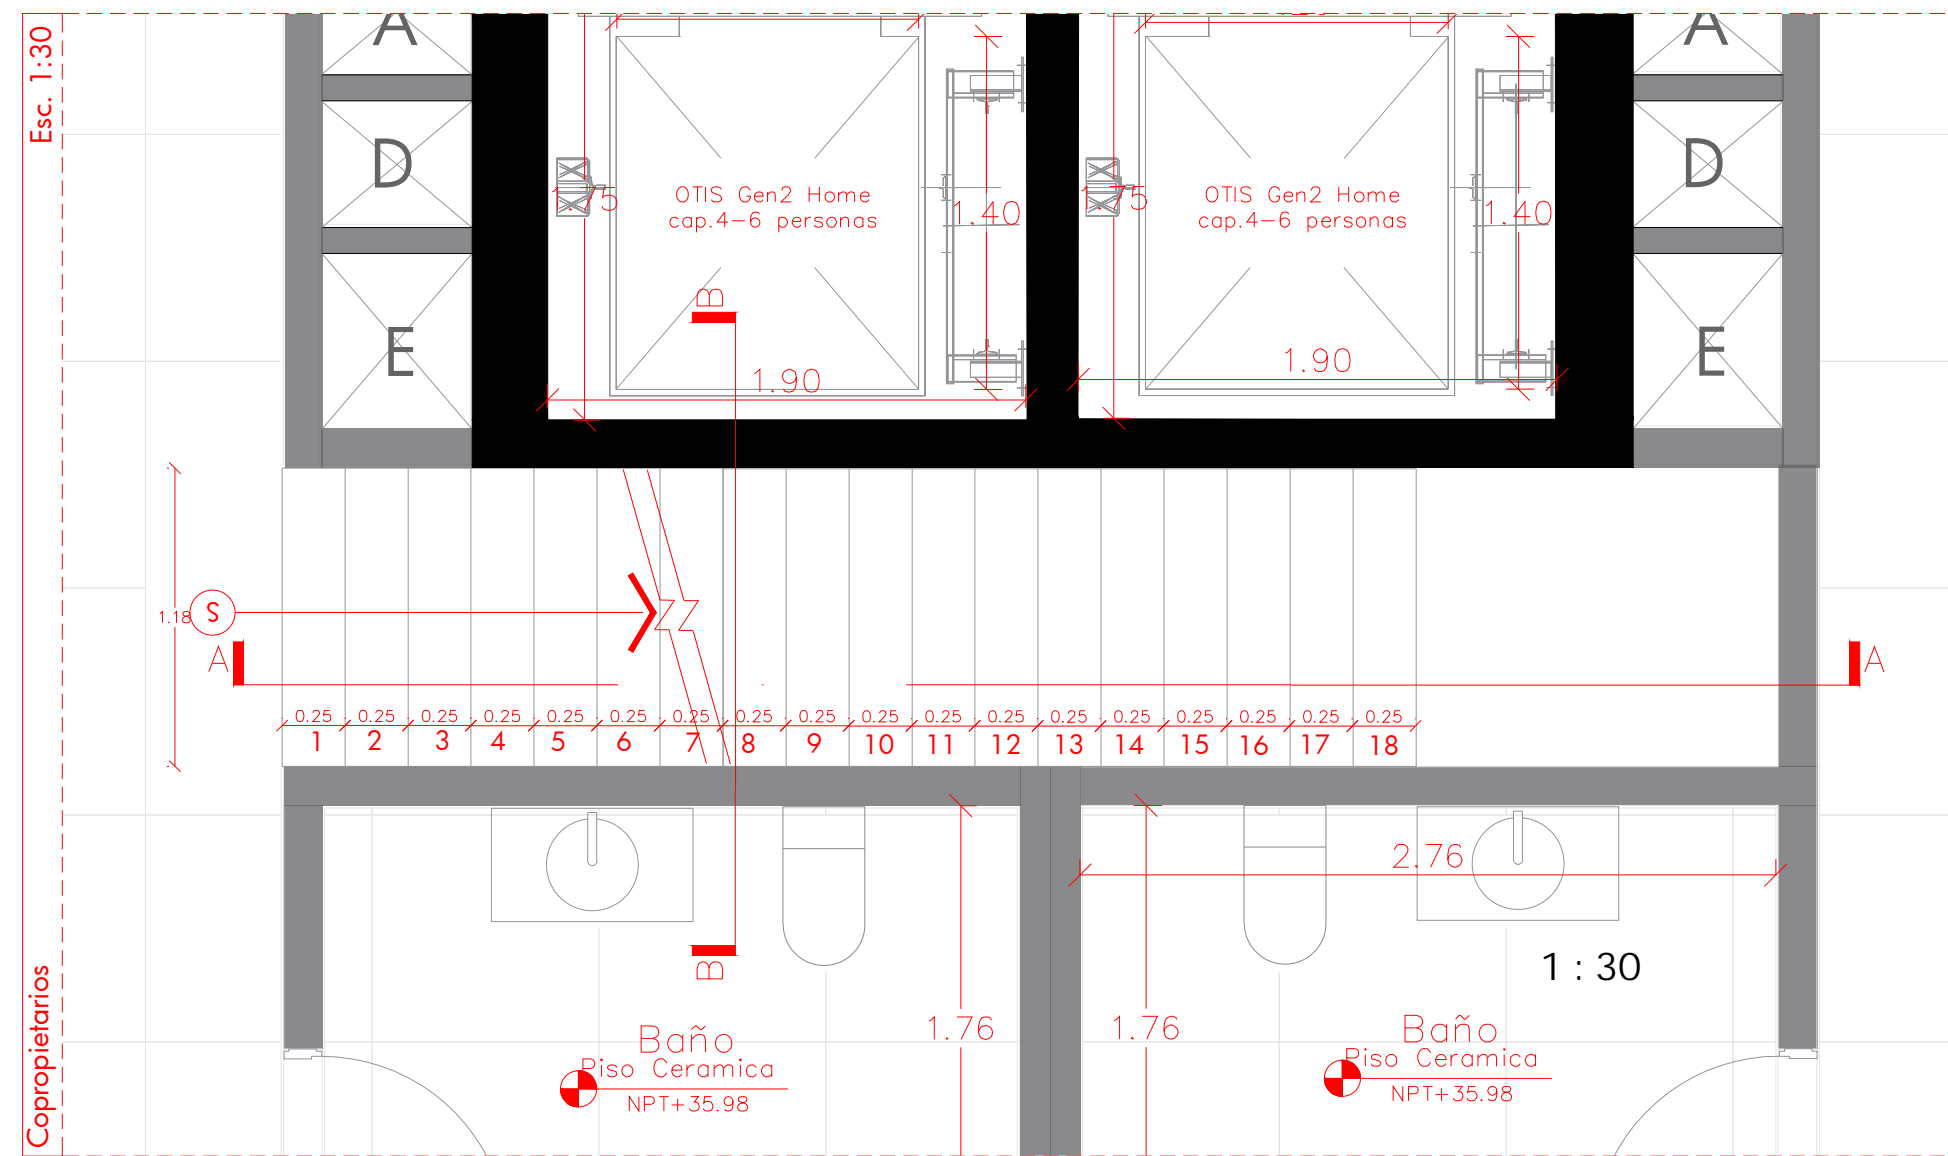 Esc. 1:30
Copropietarios
A
A
D
D
E
E
OTIS Gen2 Home
cap.4-6 personas
OTIS Gen2 Home
cap.4-6 personas
1.75
1.40
1.75
1.40
B
1.90
1.90
1.18
S
A
A
0.25 0.25 0.25 0.25 0.25 0.25 0.25 0.25 0.25 0.25 0.25 0.25 0.25 0.25 0.25 0.25 0.25 0.25
1 2 3 4 5 6 7 8 9 10 11 12 13 14 15 16 17 18
2.76
B
1 : 30
1.76
1.76
Baño
Piso Ceramica
NPT+35.98
Baño
Piso Ceramica
NPT+35.98